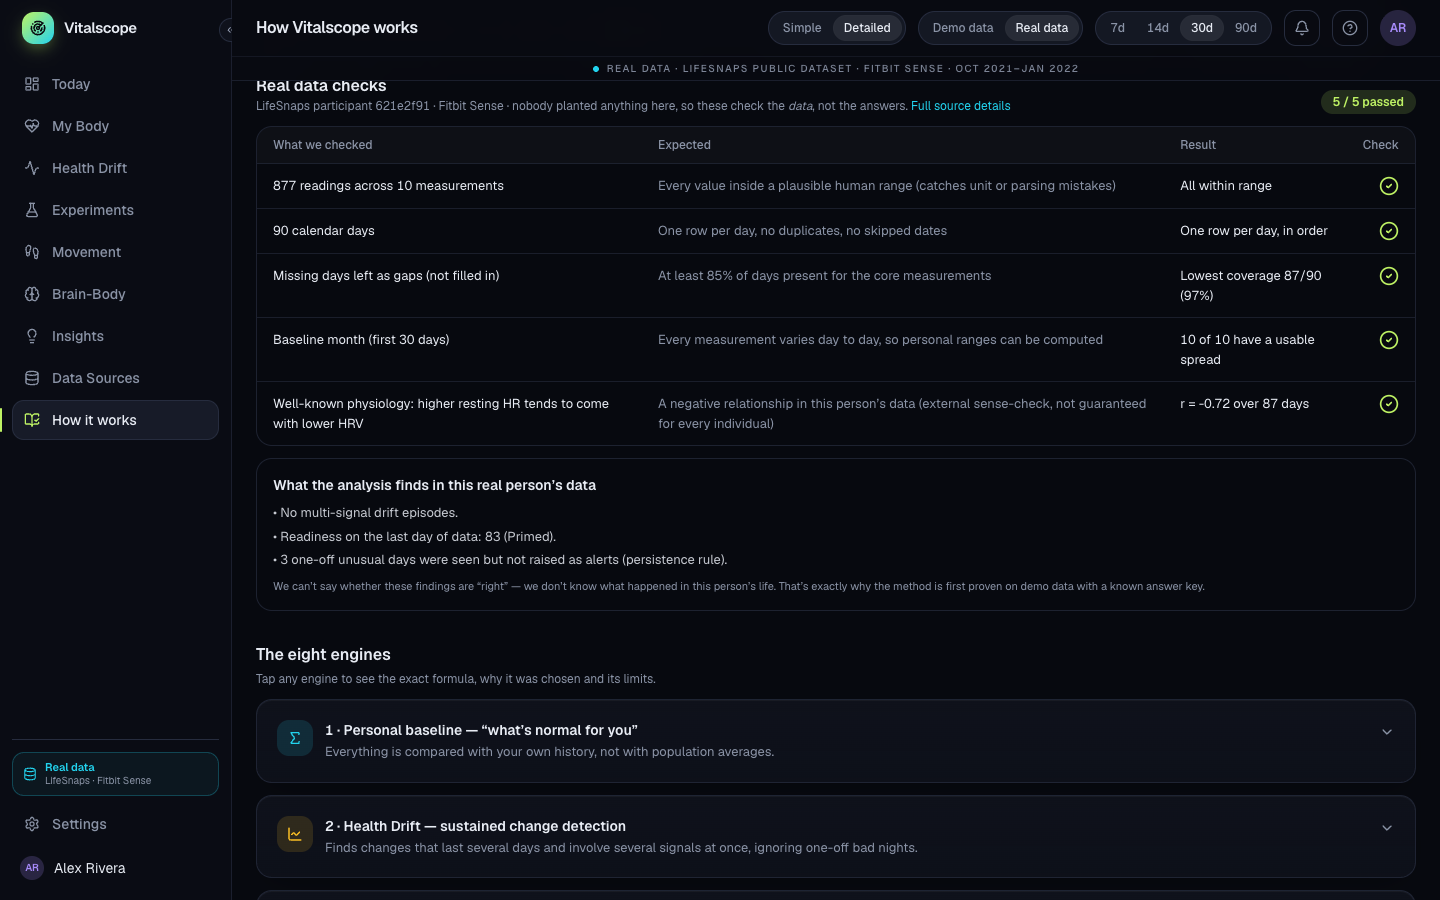 Vitalscope
How Vitalscope works
Simple
Detailed
Demo data
Real data
7d
14d
30d
90d
AR
REAL DATA · LIFESNAPS PUBLIC DATASET · FITBIT SENSE · OCT 2021–JAN 2022
Today
My Body
Health Drift
Experiments
Movement
Brain-Body
Insights
Data Sources
How it works
Real data
LifeSnaps · Fitbit Sense
Settings
AR
Alex Rivera
Real data checks
LifeSnaps participant 621e2f91 · Fitbit Sense · nobody planted anything here, so these check the data, not the answers. Full source details
5 / 5 passed
What we checked
Expected
Result
Check
877 readings across 10 measurements
Every value inside a plausible human range (catches unit or parsing mistakes)
All within range
90 calendar days
One row per day, no duplicates, no skipped dates
One row per day, in order
Missing days left as gaps (not filled in)
At least 85% of days present for the core measurements
Lowest coverage 87/90
(97%)
Baseline month (first 30 days)
Every measurement varies day to day, so personal ranges can be computed
10 of 10 have a usable
spread
Well-known physiology: higher resting HR tends to come
with lower HRV
A negative relationship in this person's data (external sense-check, not guaranteed
for every individual)
r = -0.72 over 87 days
What the analysis finds in this real person's data
• No multi-signal drift episodes.
• Readiness on the last day of data: 83 (Primed).
• 3 one-off unusual days were seen but not raised as alerts (persistence rule).
We can't say whether these findings are “right” — we don't know what happened in this person's life. That's exactly why the method is first proven on demo data with a known answer key.
The eight engines
Tap any engine to see the exact formula, why it was chosen and its limits.
Σ
1 · Personal baseline — “what's normal for you”
Everything is compared with your own history, not with population averages.
2 · Health Drift — sustained change detection
Finds changes that last several days and involve several signals at once, ignoring one-off bad nights.